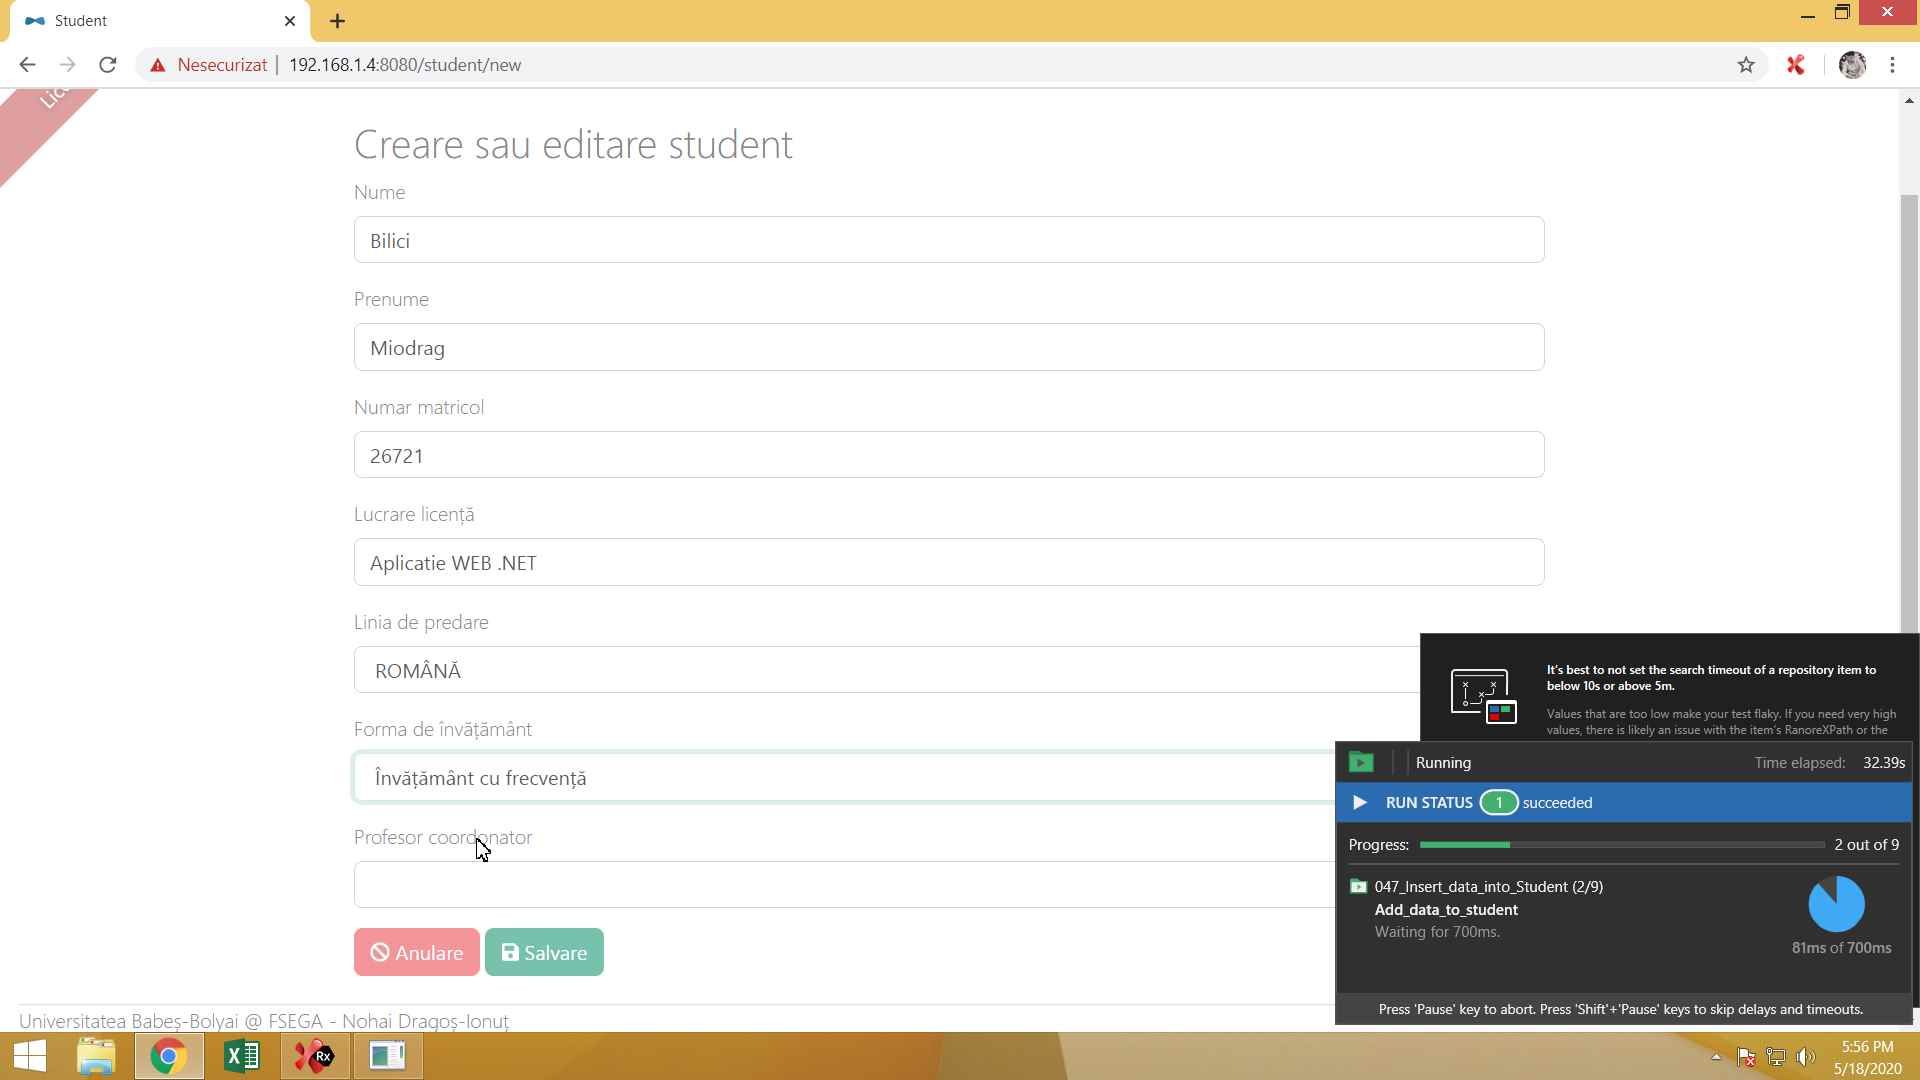 Student
Nesecurizat
192.168.1.4:8080/student/new
Creare sau editare student
Nume
Bilici
Prenume
Miodrag
Numar matricol
26721
Lucrare licență
Aplicatie WEB .NET
Linia de predare
ROMÂNĂ
Forma de învățământ
Învățământ cu frecvență
Profesor coordonator
Anulare
Salvare
Universitatea Babeș-Bolyai @ FSEGA - Nohai Dragoș-Ionuț
It's best to not set the search timeout of a repository item to
below 10s or above 5m.
Values that are too low make your test flaky. If you need very high
values, there is likely an issue with the item's RanoreXPath or the
Running
Time elapsed: 32.39s
RUN STATUS 1 succeeded
Progress: 2 out of 9
047_Insert_data_into_Student (2/9)
Add_data_to_student
Waiting for 700ms.
81ms of 700ms
Press 'Pause' key to abort. Press 'Shift'+'Pause' keys to skip delays and timeouts.
Rx
5:56 PM
5/18/2020